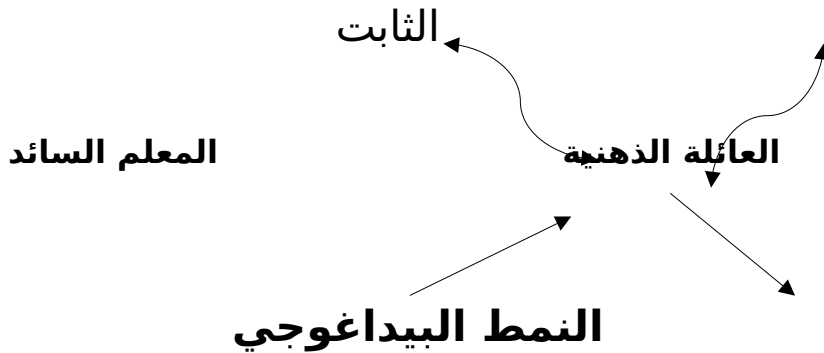 الثابت
العائلة الذهنية
المعلم السائد
النمط البيداغوجي